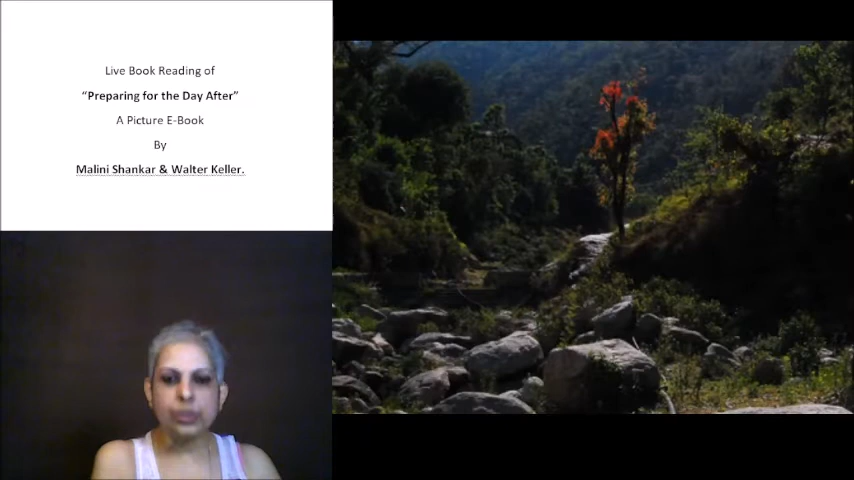 Live Book Reading of
“Preparing for the Day After”
A Picture E-Book
By
Malini Shankar & Walter Keller.